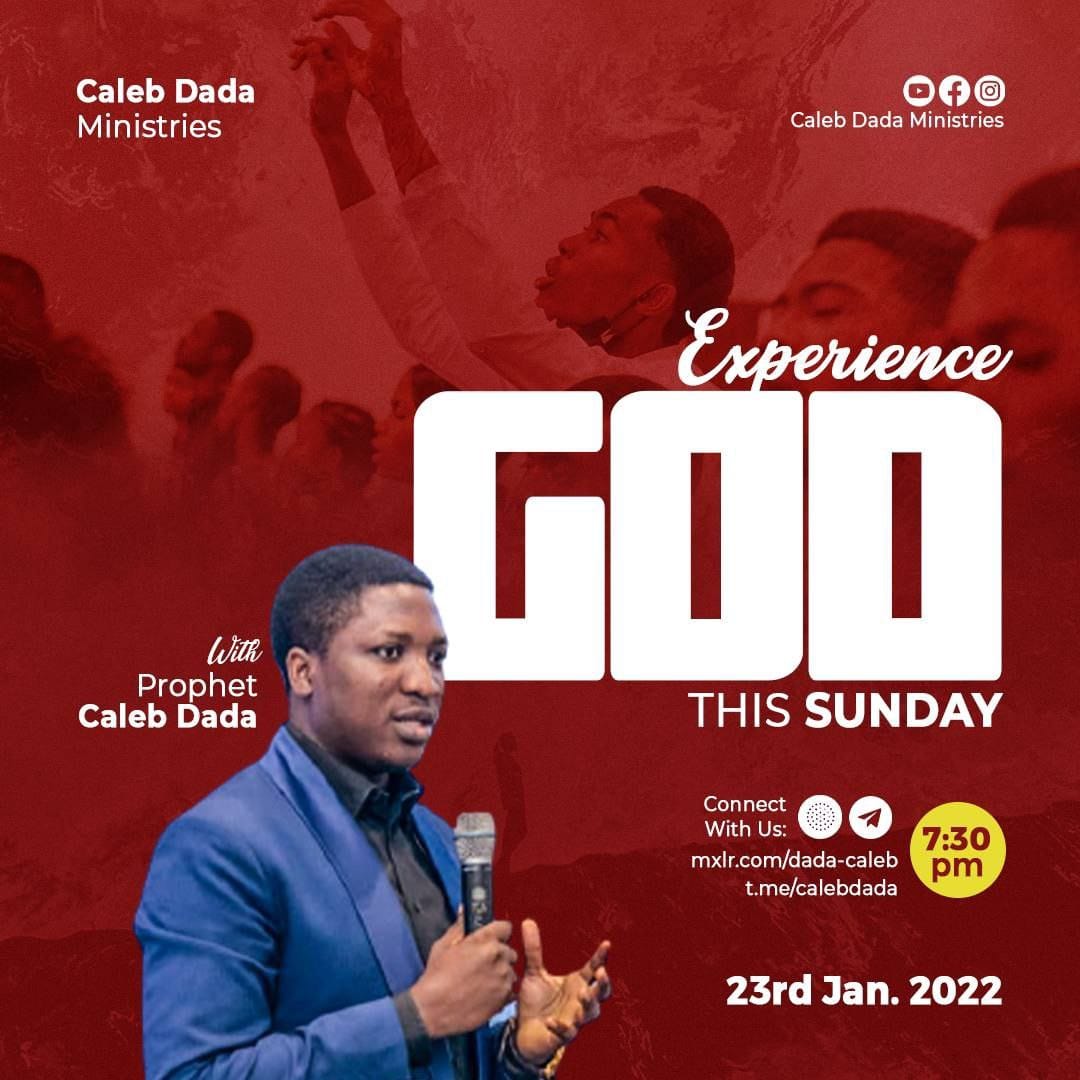 Caleb Dada
Ministries
Caleb Dada Ministries
Experience
GOD
THIS SUNDAY
With
Prophet
Caleb Dada
Connect
With Us:
mxlr.com/dada-caleb
t.me/calebdada
7:30
pm
23rd Jan. 2022